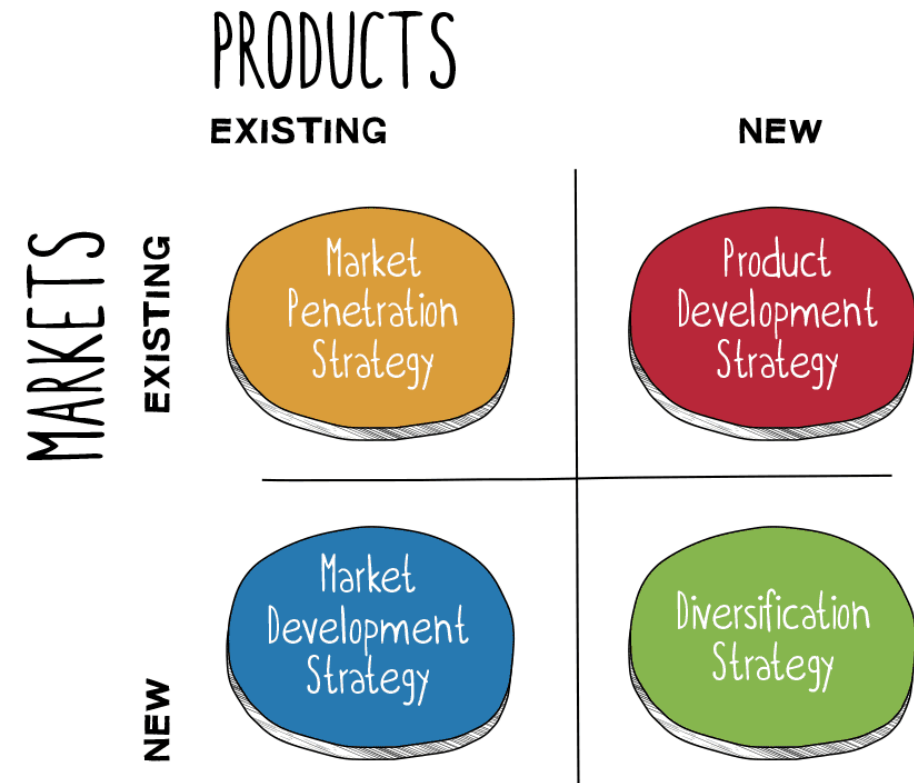 PRODUCTS
EXISTING
NEW
MARKETS
EXISTING
Market
Penetration
Strategy
Product
Development
Strategy
NEW
Market
Development
Strategy
Diversification
Strategy